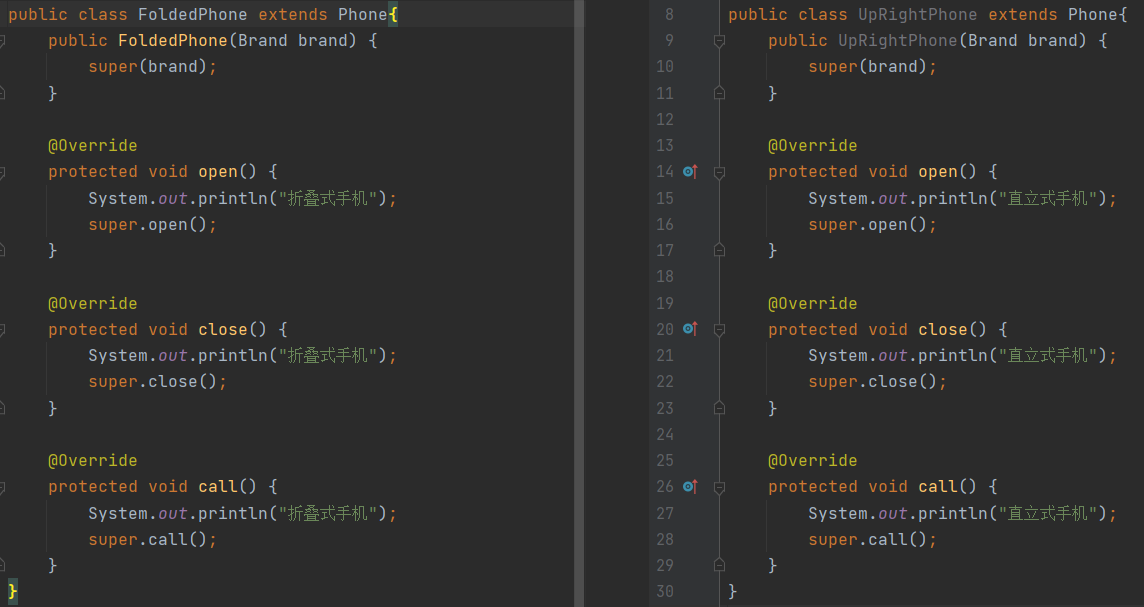 public class FoldedPhone extends Phone{
    public FoldedPhone(Brand brand) {
        super(brand);
    }

    @Override
    protected void open() {
        System.out.println("折叠式手机");
        super.open();
    }

    @Override
    protected void close() {
        System.out.println("折叠式手机");
        super.close();
    }

    @Override
    protected void call() {
        System.out.println("折叠式手机");
        super.call();
    }
}
8 public class UpRightPhone extends Phone{
9     public UpRightPhone(Brand brand) {
10         super(brand);
11     }
12
13     @Override
14     protected void open() {
15         System.out.println("直立式手机");
16         super.open();
17     }
18
19     @Override
20     protected void close() {
21         System.out.println("直立式手机");
22         super.close();
23     }
24
25     @Override
26     protected void call() {
27         System.out.println("直立式手机");
28         super.call();
29     }
30 }